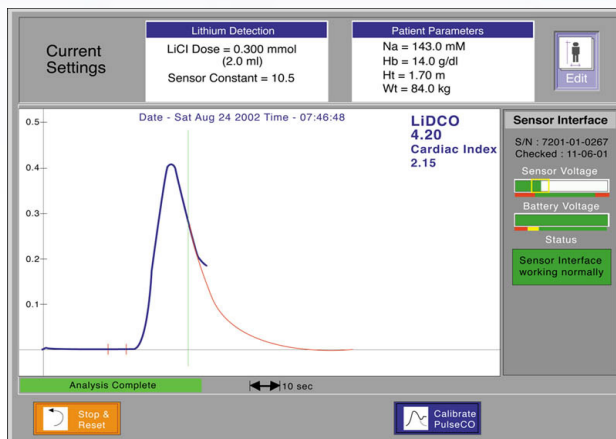 Current
Settings
Lithium Detection
LiCl Dose = 0.300 mmol
(2.0 ml)
Sensor Constant = 10.5
Patient Parameters
Na = 143.0 mM
Hb = 14.0 g/dl
Ht = 1.70 m
Wt = 84.0 kg
Edit
Date - Sat Aug 24 2002 Time - 07:46:48
LiDCO
4.20
Cardiac Index
2.15
0.5
0.4
0.3
0.2
0.1
Sensor Interface
S/N : 7201-01-0267
Checked : 11-06-01
Sensor Voltage
Battery Voltage
Status
Sensor Interface
working normally
Analysis Complete
10 sec
Stop &
Reset
Calibrate
PulseCO